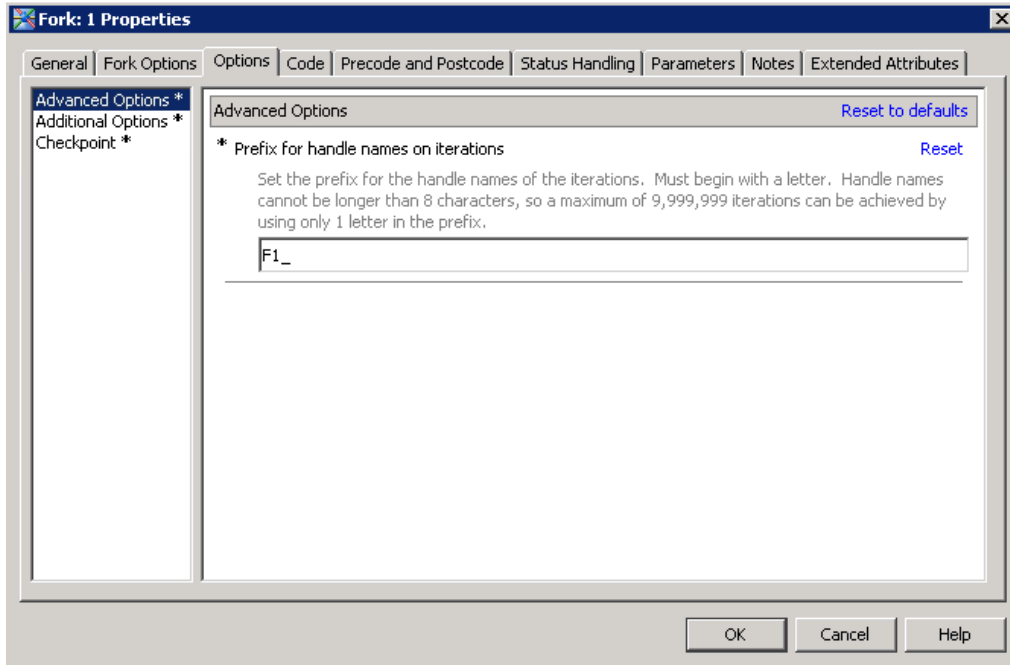 Fork: 1 Properties
General Fork Options Options Code Precode and Postcode Status Handling Parameters Notes Extended Attributes
Advanced Options *
Additional Options *
Checkpoint *
Advanced Options Reset to defaults
* Prefix for handle names on iterations Reset
Set the prefix for the handle names of the iterations. Must begin with a letter. Handle names
cannot be longer than 8 characters, so a maximum of 9,999,999 iterations can be achieved by
using only 1 letter in the prefix.
F1_
OK Cancel Help